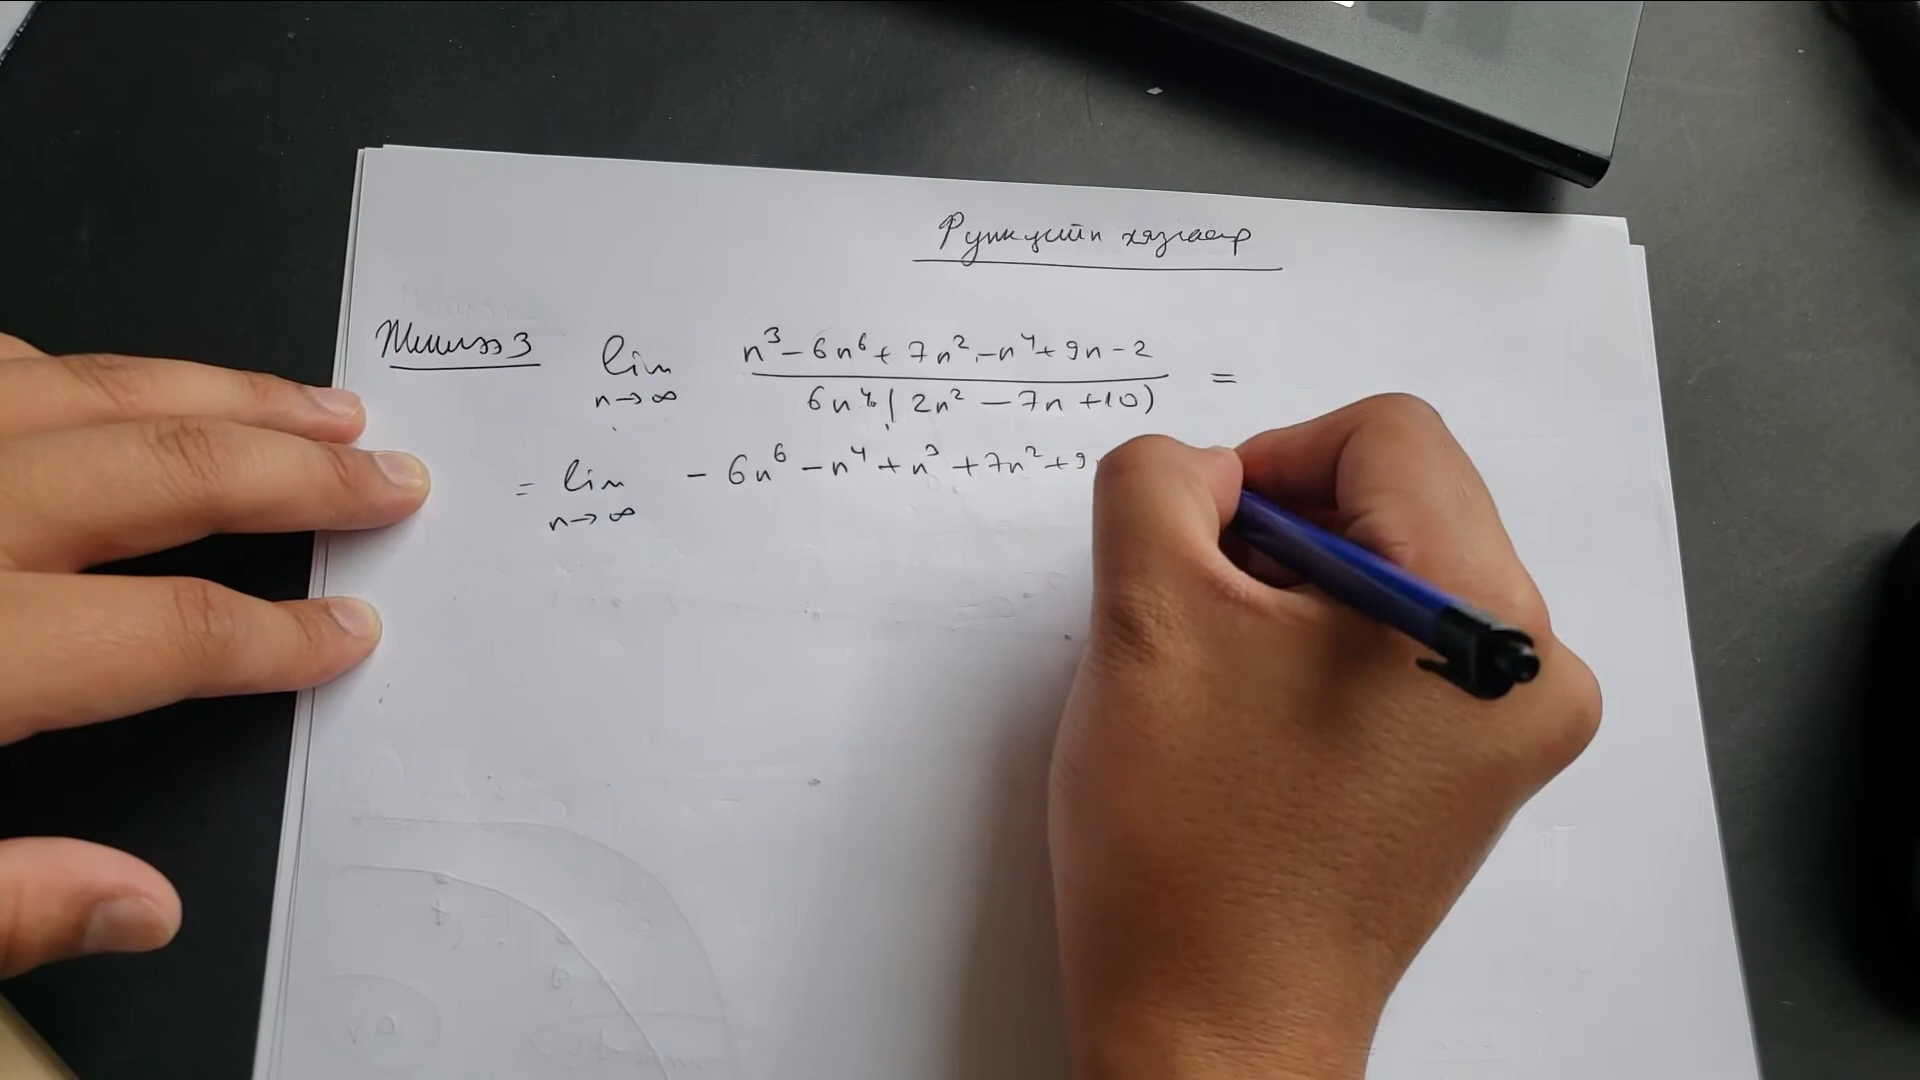 Функцийн хязгаар
Жишээ 3 lim n→∞ (n³ - 6n⁶ + 7n² - n⁴ + 9n - 2) / (6n⁴(2n² - 7n + 10)) =
= lim n→∞ - 6n⁶ - n⁴ + n³ + 7n² + 9